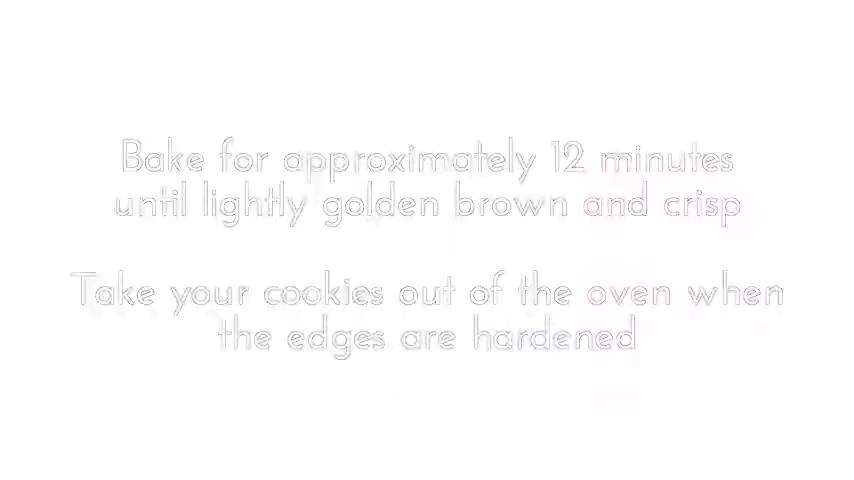 Bake for approximately 12 minutes
until lightly golden brown and crisp
Take your cookies out of the oven when
the edges are hardened